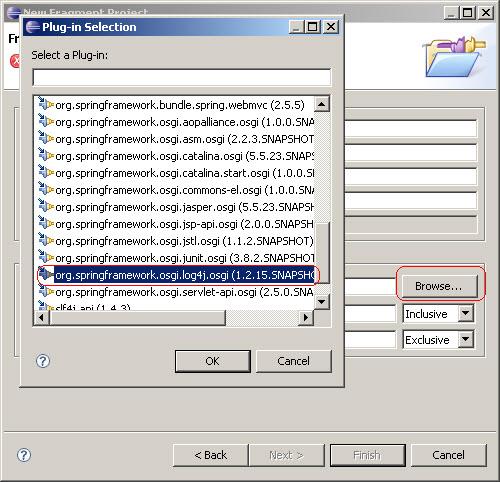 New Fragment Project
Plug-in Selection
Fr
Select a Plug-in:
org.springframework.bundle.spring.webmvc (2.5.5)
org.springframework.osgi.aopalliance.osgi (1.0.0.SNAP
org.springframework.osgi.asm.osgi (2.2.3.SNAPSHOT)
org.springframework.osgi.catalina.osgi (5.5.23.SNAPS
org.springframework.osgi.catalina.start.osgi (1.0.0.SN
org.springframework.osgi.commons-el.osgi (1.0.0.SNA
org.springframework.osgi.jasper.osgi (5.5.23.SNAPSH
org.springframework.osgi.jsp-api.osgi (2.0.0.SNAPSH
org.springframework.osgi.jstl.osgi (1.1.2.SNAPSHOT)
org.springframework.osgi.junit.osgi (3.8.2.SNAPSHOT)
org.springframework.osgi.log4j.osgi (1.2.15.SNAPSHO
org.springframework.osgi.servlet-api.osgi (2.5.0.SNA
slf4j.api (1.4.3)
Browse...
Inclusive
Exclusive
OK
Cancel
< Back
Next >
Finish
Cancel